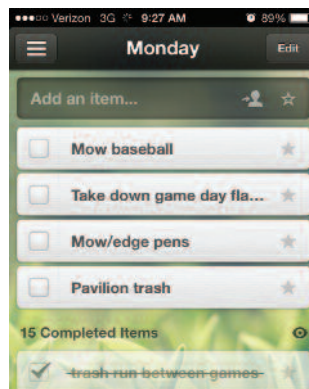 Verizon 3G 9:27 AM 89%
Monday Edit
Add an item...
Mow baseball
Take down game day fla...
Mow/edge pens
Pavilion trash
15 Completed Items
trash run between games